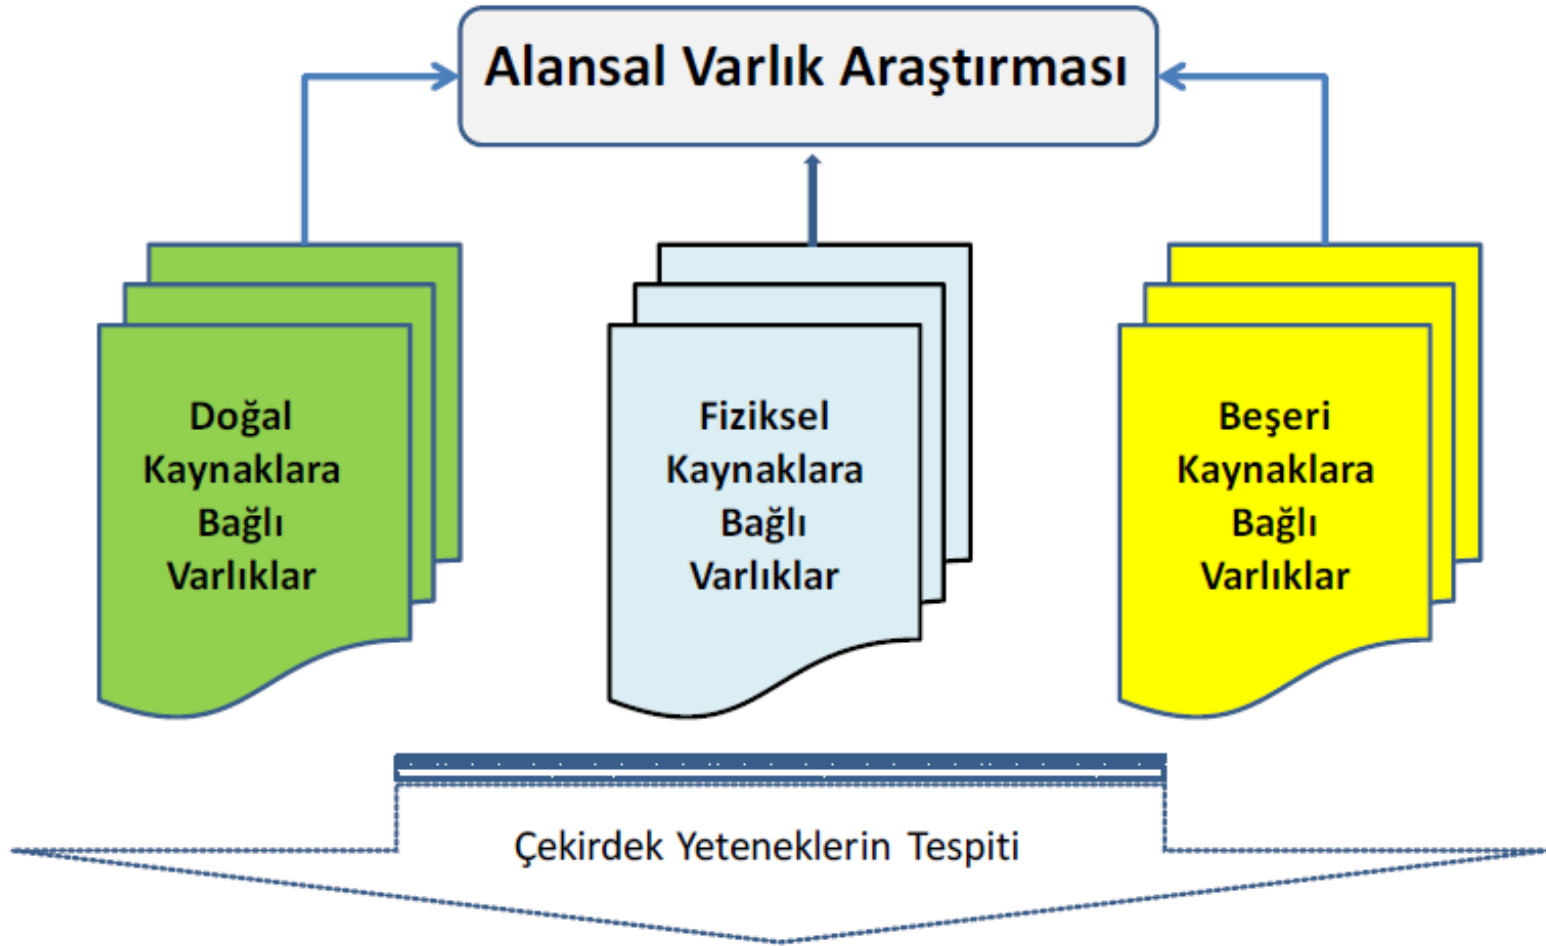 Alansal Varlık Araştırması
Doğal
Kaynaklara
Bağlı
Varlıklar
Fiziksel
Kaynaklara
Bağlı
Varlıklar
Beşeri
Kaynaklara
Bağlı
Varlıklar
Çekirdek Yeteneklerin Tespiti